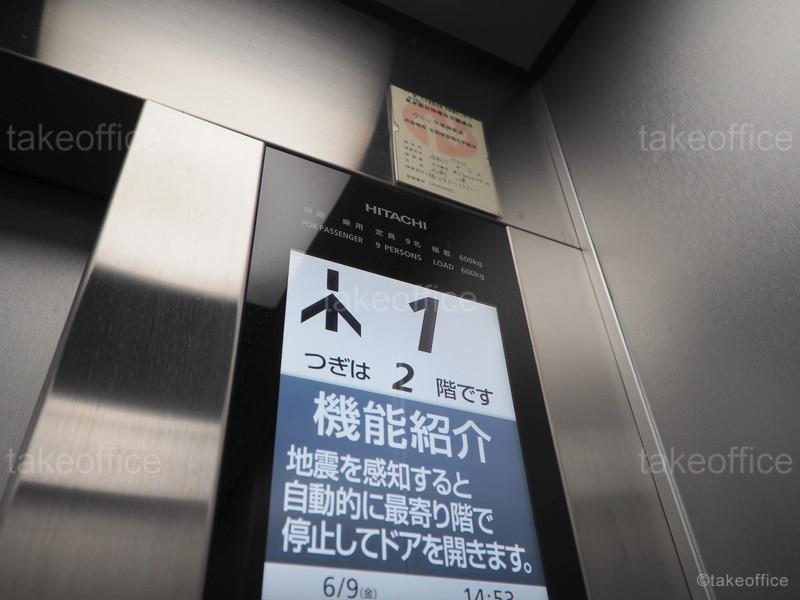 HITACHI
用途 乗用 定員 9名 積載 600kg
FOR PASSENGER 9 PERSONS LOAD 600kg
1
つぎは 2 階です
機能紹介
地震を感知すると
自動的に最寄り階で
停止してドアを開きます。
6/9(金) 14:53
takeoffice takeoffice
takeoffice
takeoffice takeoffice
©takeoffice